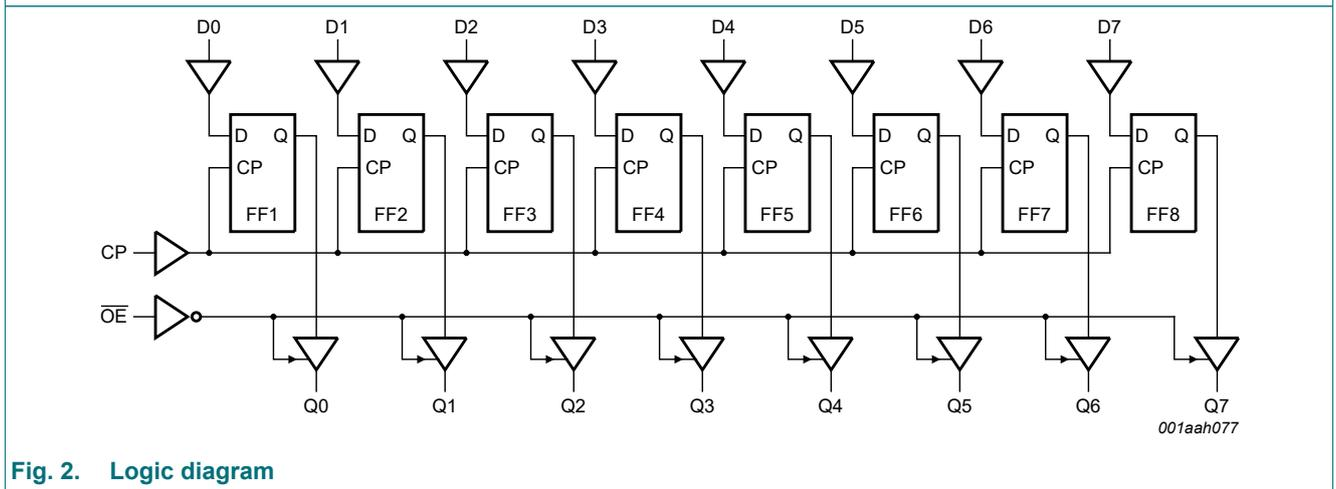 D0 D1 D2 D3 D4 D5 D6 D7
D Q D Q D Q D Q D Q D Q D Q D Q
CP CP CP CP CP CP CP CP
FF1 FF2 FF3 FF4 FF5 FF6 FF7 FF8
CP
O̅E̅
Q0 Q1 Q2 Q3 Q4 Q5 Q6 Q7
001aah077
Fig. 2. Logic diagram